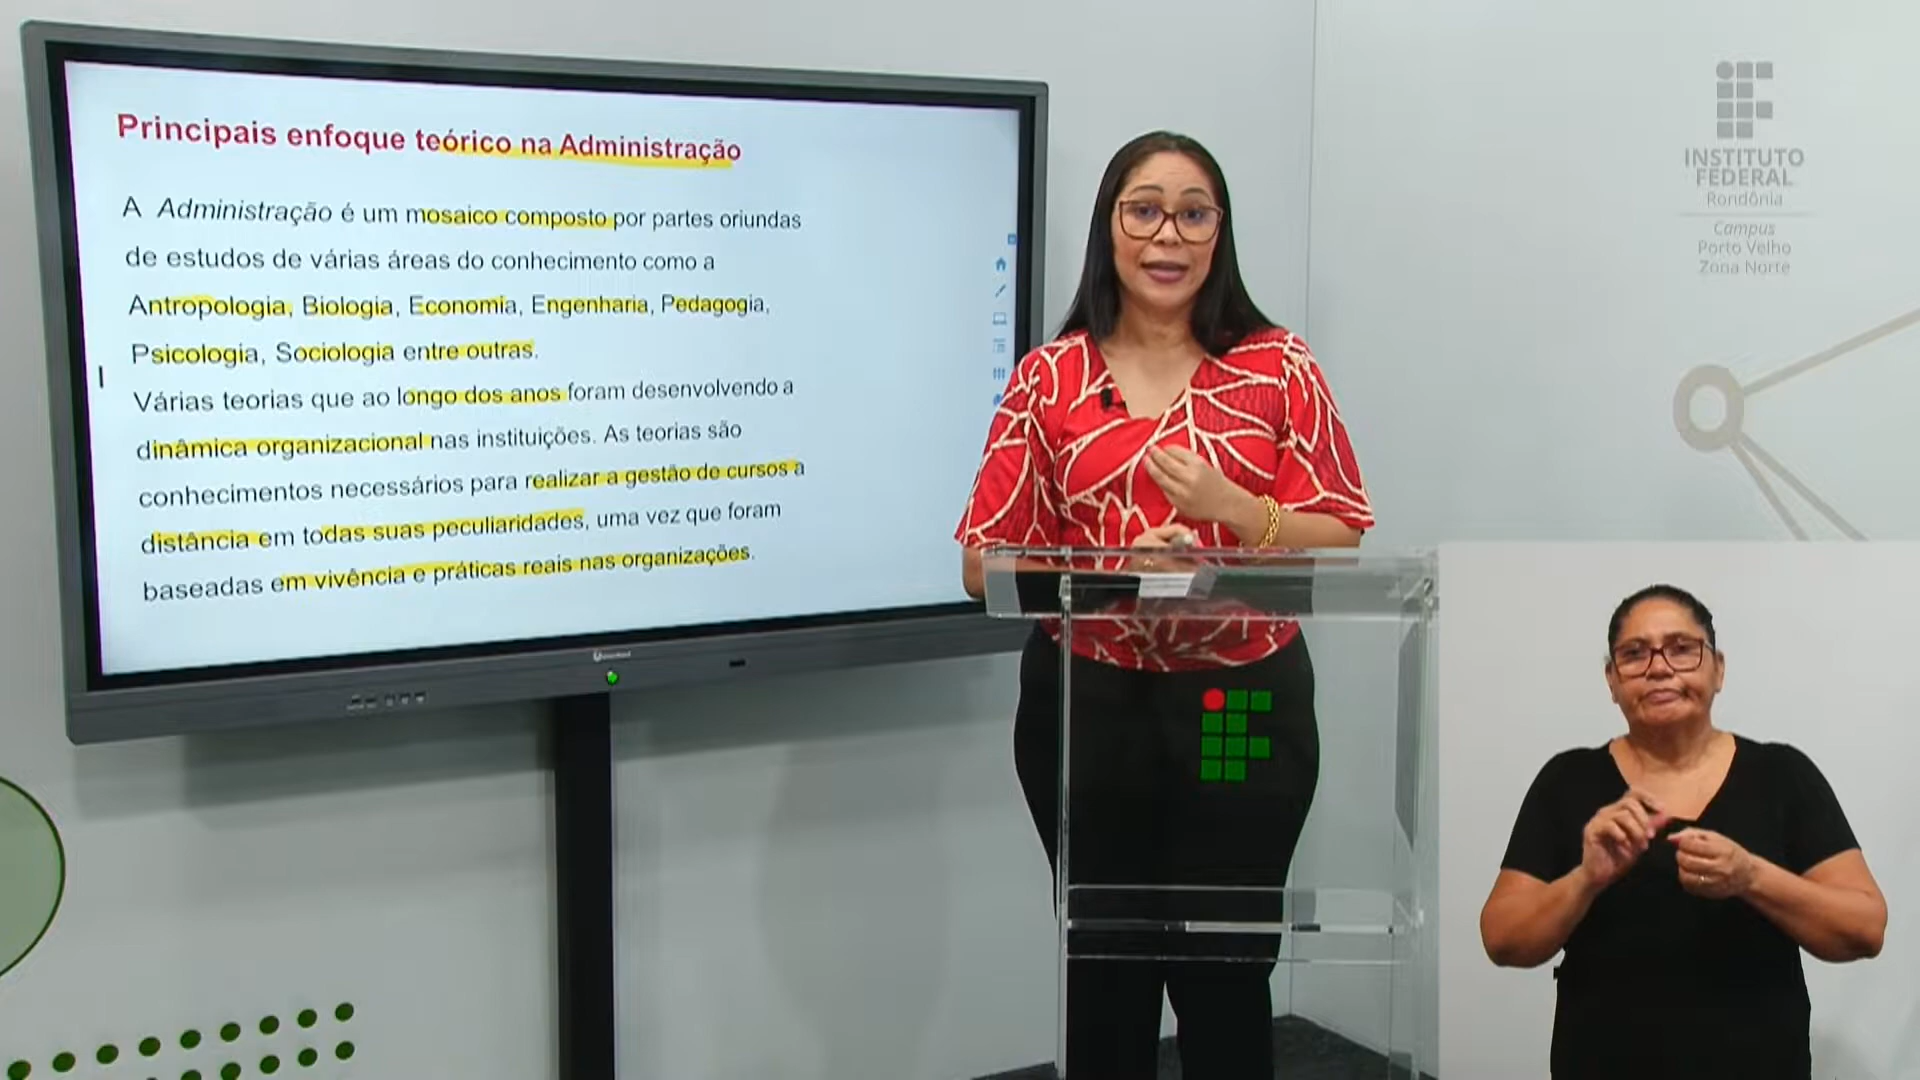 Principais enfoque teórico na Administração
A Administração é um mosaico composto por partes oriundas
de estudos de várias áreas do conhecimento como a
Antropologia, Biologia, Economia, Engenharia, Pedagogia,
Psicologia, Sociologia entre outras.
Várias teorias que ao longo dos anos foram desenvolvendo a
dinâmica organizacional nas instituições. As teorias são
conhecimentos necessários para realizar a gestão de cursos a
distância em todas suas peculiaridades, uma vez que foram
baseadas em vivência e práticas reais nas organizações.
INSTITUTO
FEDERAL
Rondônia
Campus
Porto Velho
Zona Norte